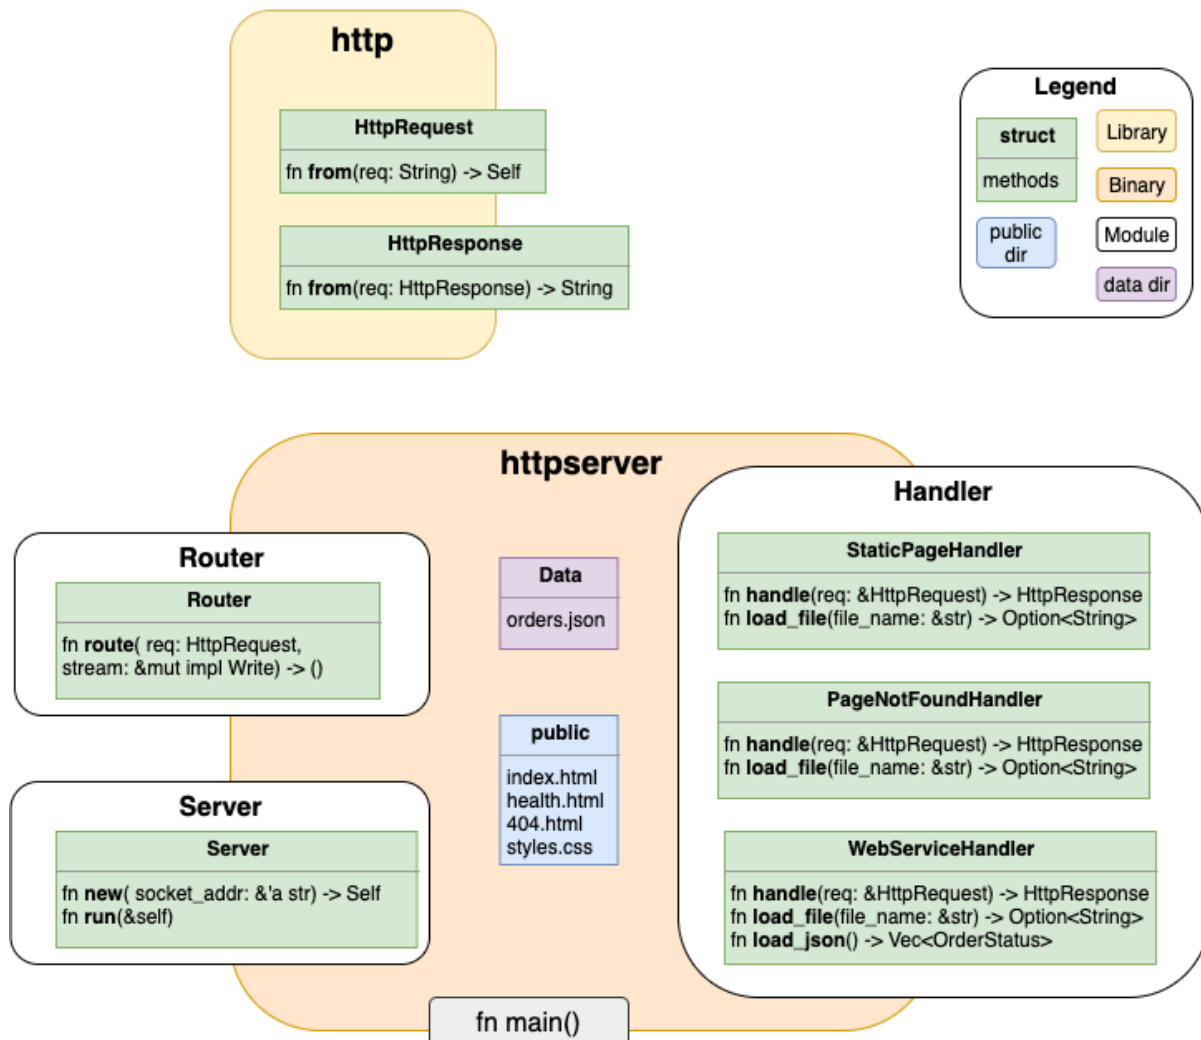 http
HttpRequest
fn from(req: String) -> Self
HttpResponse
fn from(req: HttpResponse) -> String
Legend
struct
methods
Library
Binary
public
dir
Module
data dir
httpserver
Router
Router
fn route( req: HttpRequest,
stream: &mut impl Write) -> ()
Server
Server
fn new( socket_addr: &'a str) -> Self
fn run(&self)
Data
orders.json
public
index.html
health.html
404.html
styles.css
Handler
StaticPageHandler
fn handle(req: &HttpRequest) -> HttpResponse
fn load_file(file_name: &str) -> Option<String>
PageNotFoundHandler
fn handle(req: &HttpRequest) -> HttpResponse
fn load_file(file_name: &str) -> Option<String>
WebServiceHandler
fn handle(req: &HttpRequest) -> HttpResponse
fn load_file(file_name: &str) -> Option<String>
fn load_json() -> Vec<OrderStatus>
fn main()